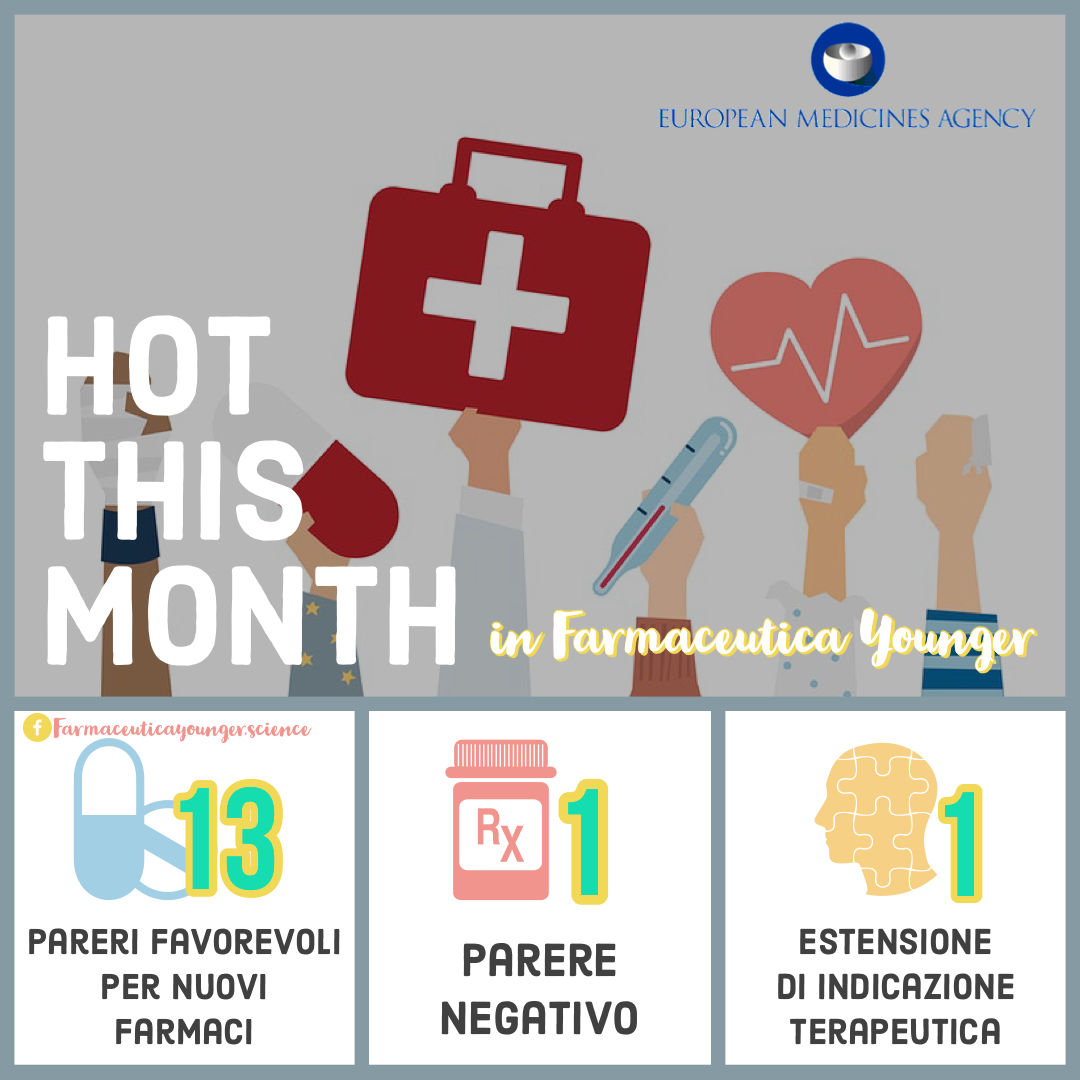 EUROPEAN MEDICINES AGENCY
HOT
THIS
MONTH
in Farmaceutica Younger
f Farmaceuticayounger.science
13
PARERI FAVOREVOLI
PER NUOVI
FARMACI
RX
1
PARERE
NEGATIVO
1
ESTENSIONE
DI INDICAZIONE
TERAPEUTICA